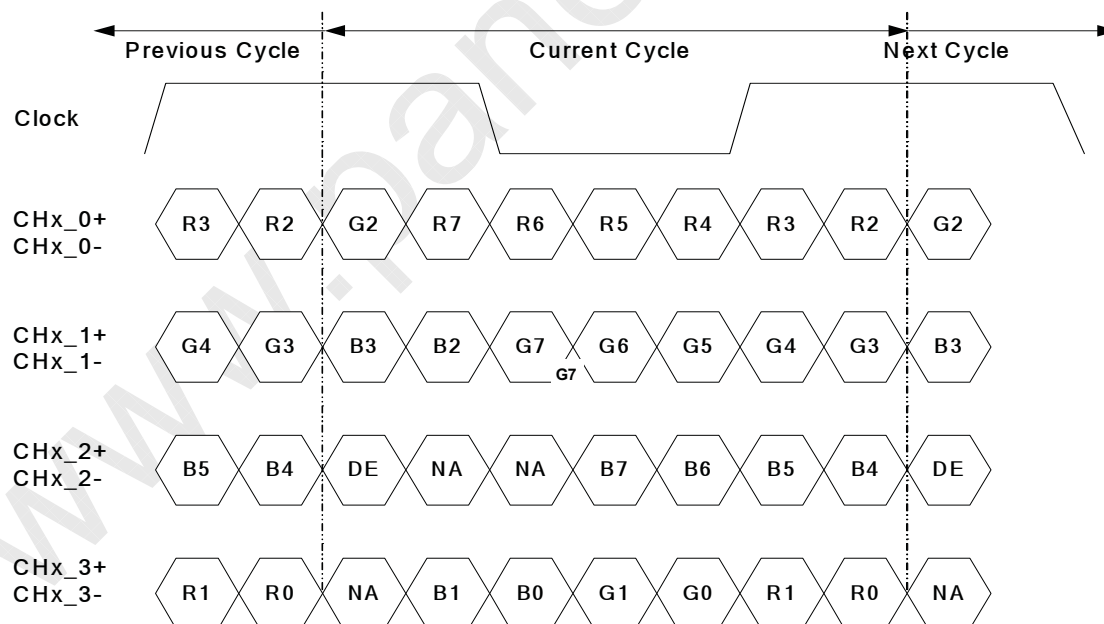 Previous Cycle Current Cycle Next Cycle
Clock
CHx_0+
CHx_0-
R3 R2 G2 R7 R6 R5 R4 R3 R2 G2
CHx_1+
CHx_1-
G4 G3 B3 B2 G7 G6 G5 G4 G3 B3
G7
CHx_2+
CHx_2-
B5 B4 DE NA NA B7 B6 B5 B4 DE
CHx_3+
CHx_3-
R1 R0 NA B1 B0 G1 G0 R1 R0 NA
www.pan